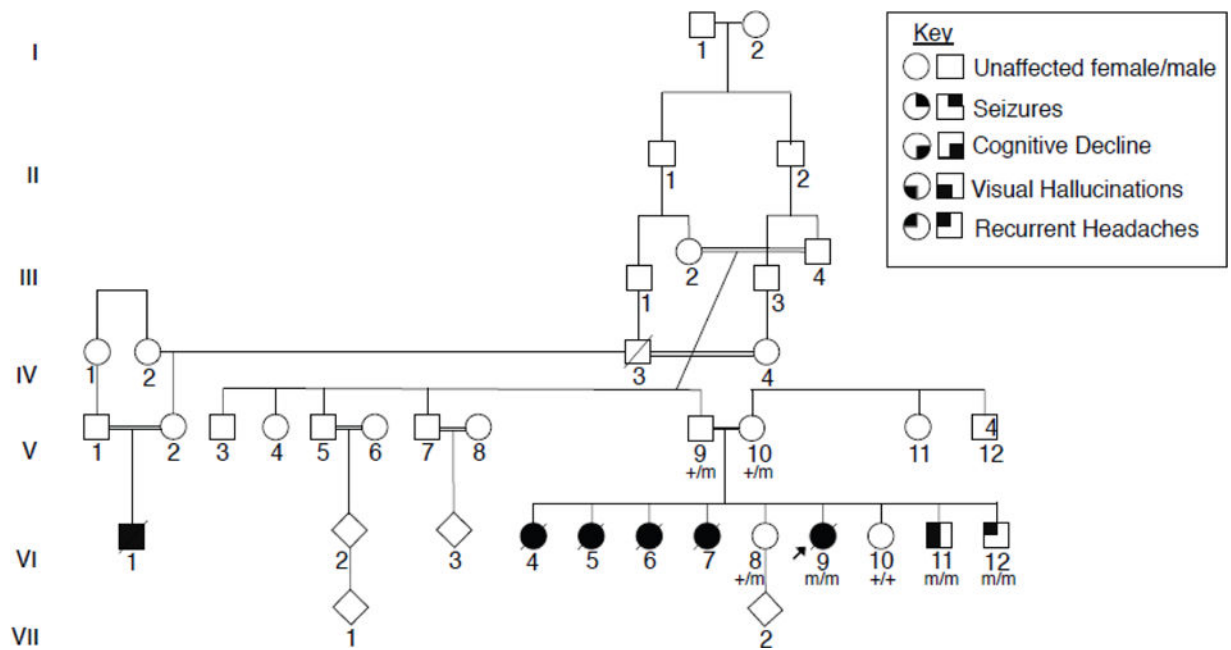 Key
I
1 2
Unaffected female/male
Seizures
II
1 2
Cognitive Decline
Visual Hallucinations
Recurrent Headaches
III
2 4
1 3
IV
1 2 3 4
V
1 2 3 4 5 6 7 8 9 10 11 4 12
+/m +/m
VI
1 2 3 4 5 6 7 8 9 10 11 12
+/m m/m +/+ m/m m/m
VII
1 2